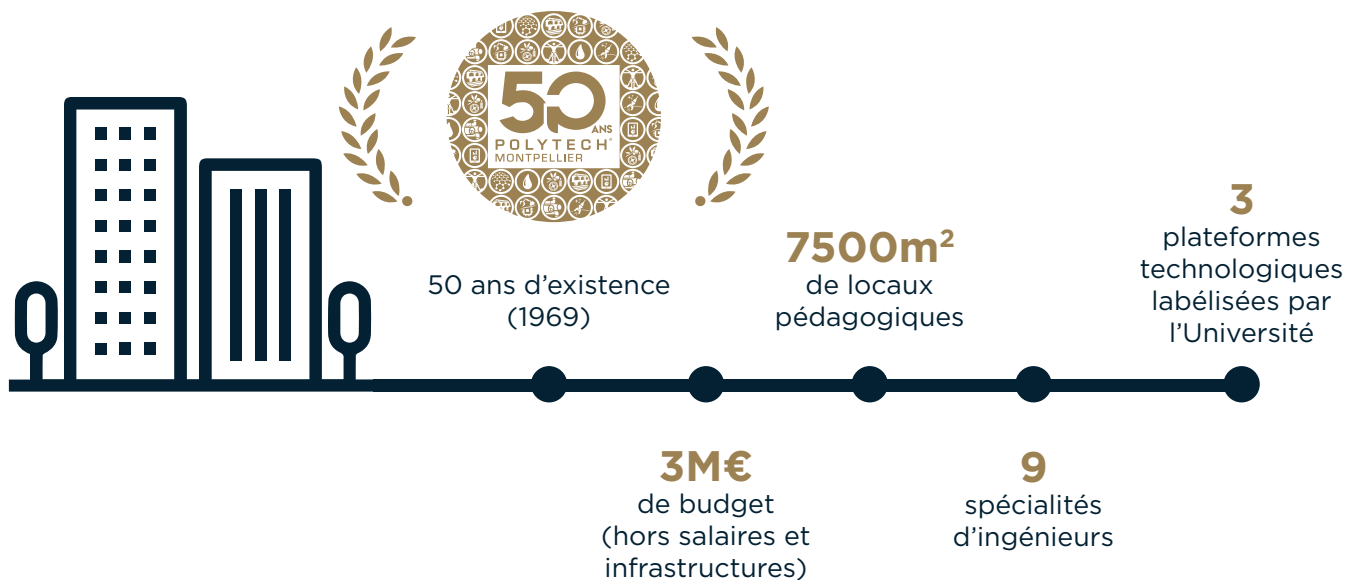 50
ANS
POLYTECH®
MONTPELLIER
50 ans d'existence
(1969)
3M€
de budget
(hors salaires et
infrastructures)
7500m²
de locaux
pédagogiques
9
spécialités
d'ingénieurs
3
plateformes
technologiques
labélisées par
l'Université